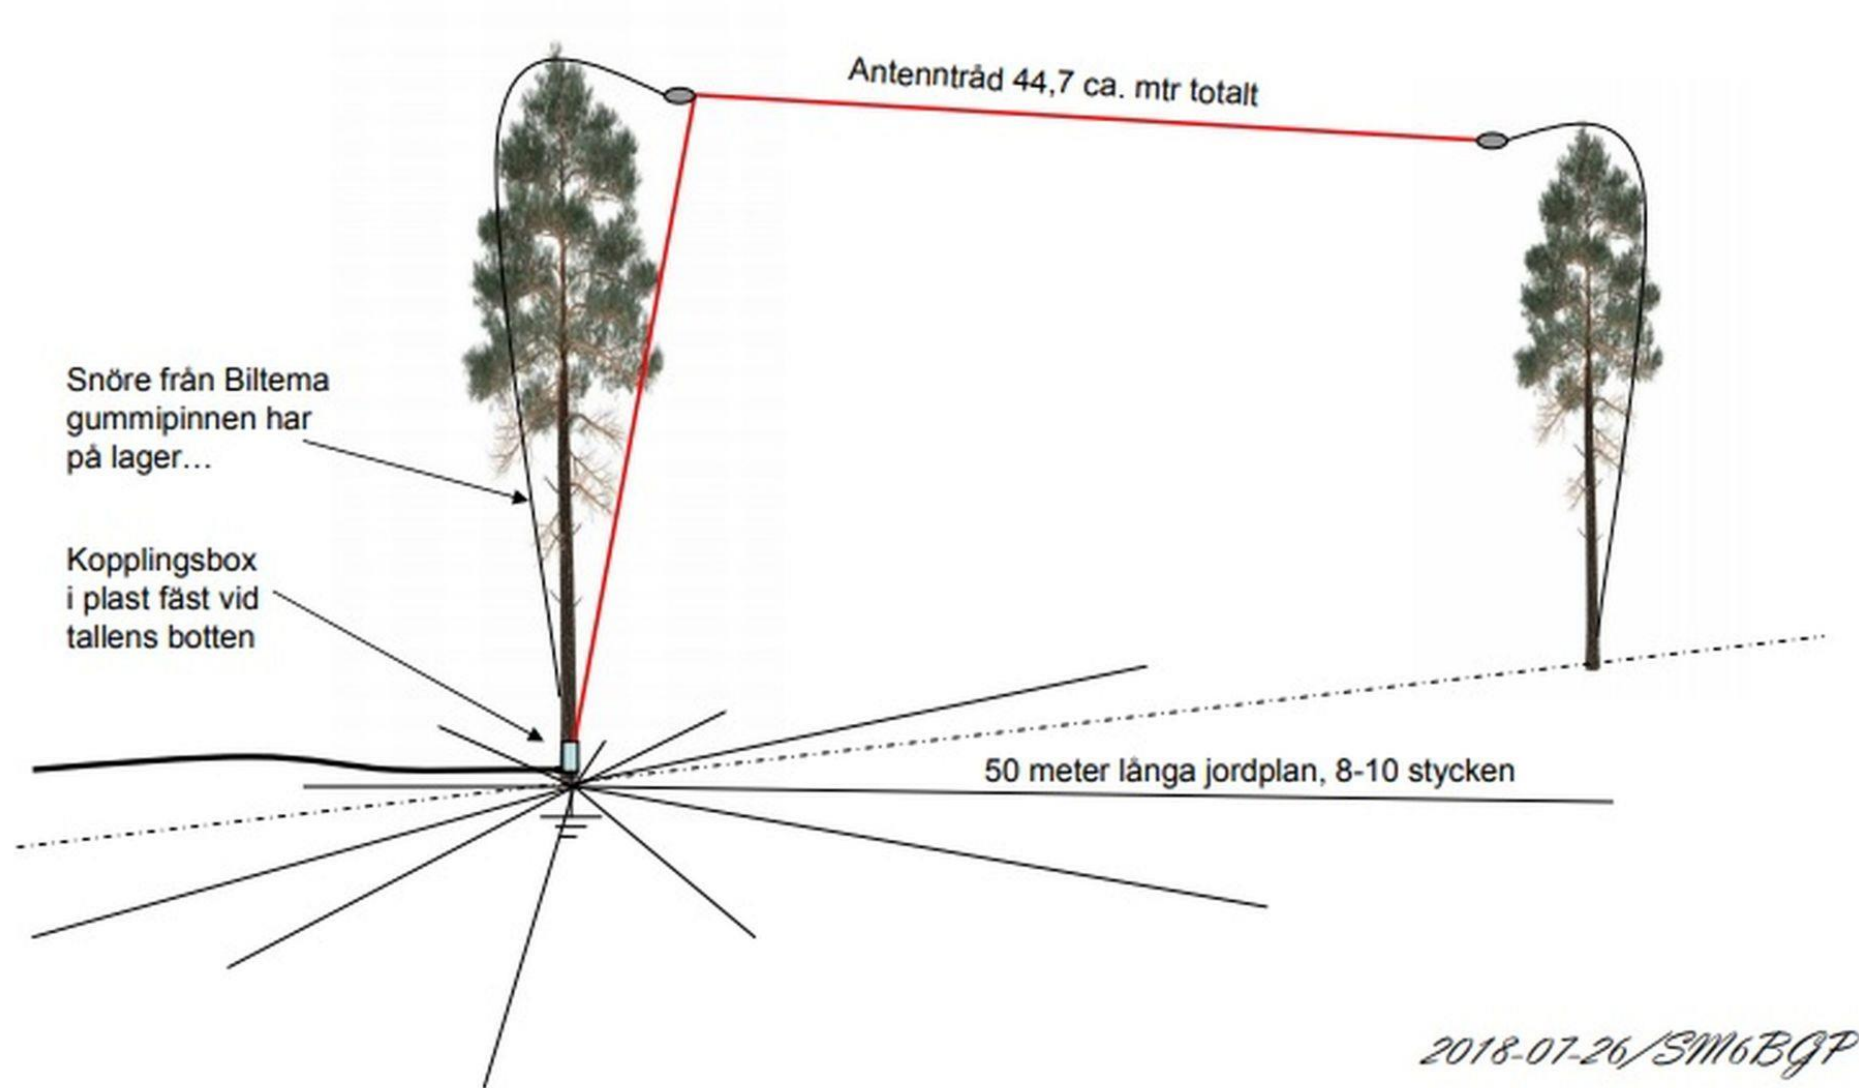 Antenntråd 44,7 ca. mtr totalt
Snöre från Biltema
gummipinnen har
på lager...
Kopplingsbox
i plast fäst vid
tallens botten
50 meter långa jordplan, 8-10 stycken
2018-07-26/SM6BGP